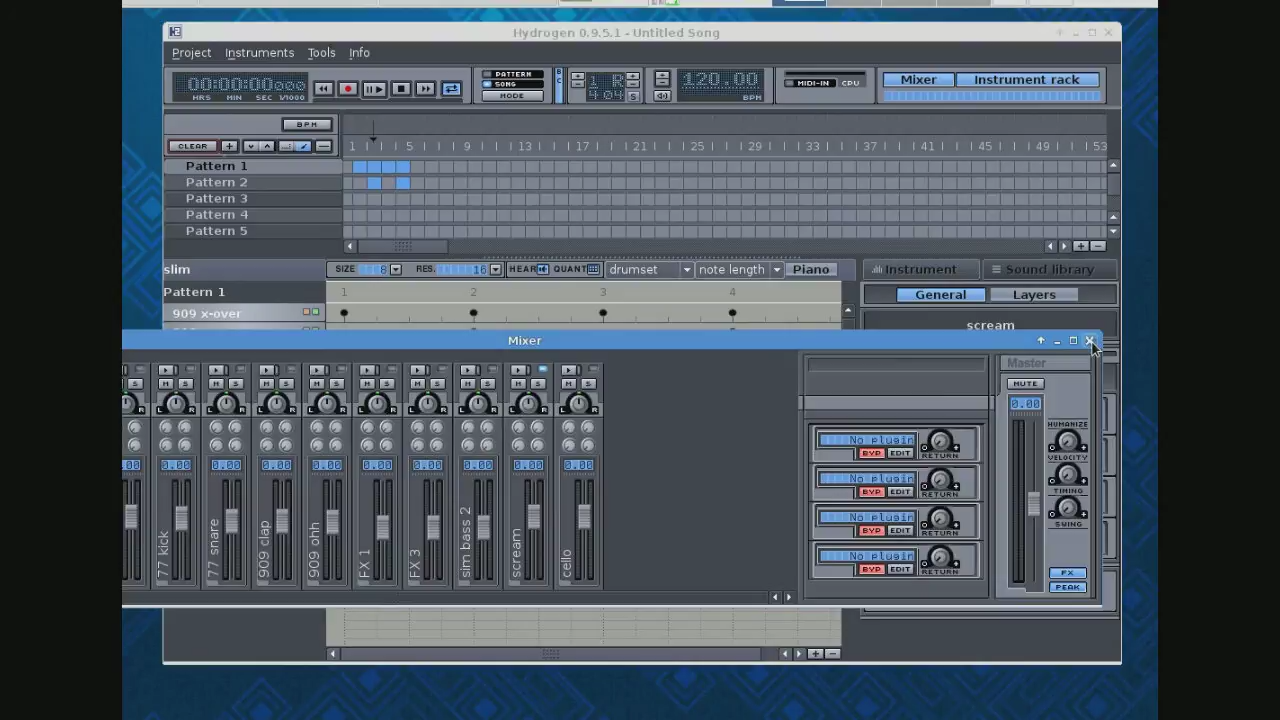 Hydrogen 0.9.5.1 - Untitled Song
Project Instruments Tools Info
00:00:00:000
HRS MIN SEC 1/1000
PATTERN
SONG
MODE
B
C
1 R
4 04 S
120.00
BPM
MIDI-IN CPU
Mixer Instrument rack
BPM
CLEAR + 1 5 9 13 17 21 25 29 33 37 41 45 49 53
Pattern 1
Pattern 2
Pattern 3
Pattern 4
Pattern 5
slim SIZE 8 RES. 16 HEAR QUANT drumset note length Piano Instrument Sound library
Pattern 1 1 2 3 4 General Layers
909 x-over
scream
Mixer
Master
MUTE
M S M S M S M S M S M S M S M S M S
L R L R L R L R L R L R L R L R L R
0.00
HUMANIZE
VELOCITY
TIMING
SWING
No plugin
BYP EDIT RETURN
No plugin
BYP EDIT RETURN
No plugin
BYP EDIT RETURN
No plugin
BYP EDIT RETURN
.00 0.00 0.00 0.00 0.00 0.00 0.00 0.00 0.00 0.00
77 kick
77 snare
909 clap
909 ohh
FX 1
FX 3
sim bass 2
scream
cello
FX
PEAK